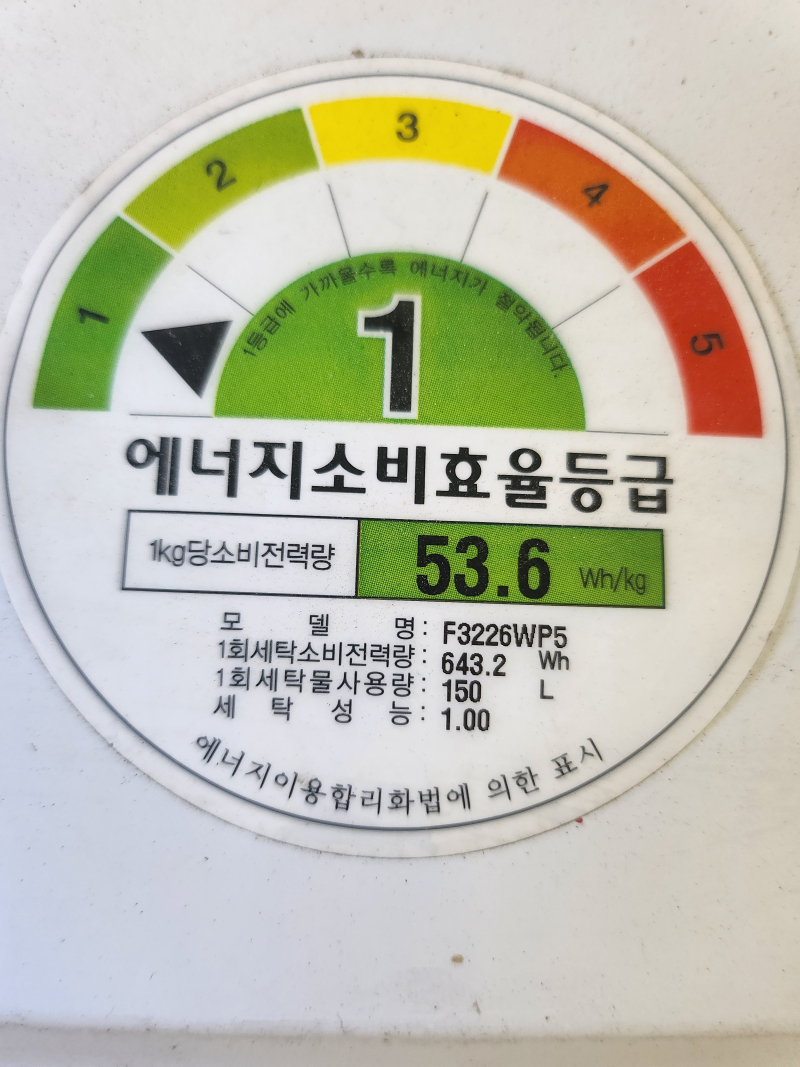 1
2
3
4
5
1등급에 가까울수록 에너지가 절약됩니다.
1
에너지소비효율등급
1kg당소비전력량 53.6 Wh/kg
모 델 명 : F3226WP5
1회세탁소비전력량 : 643.2 Wh
1회세탁물사용량 : 150 L
세 탁 성 능 : 1.00
에너지이용합리화법에 의한 표시